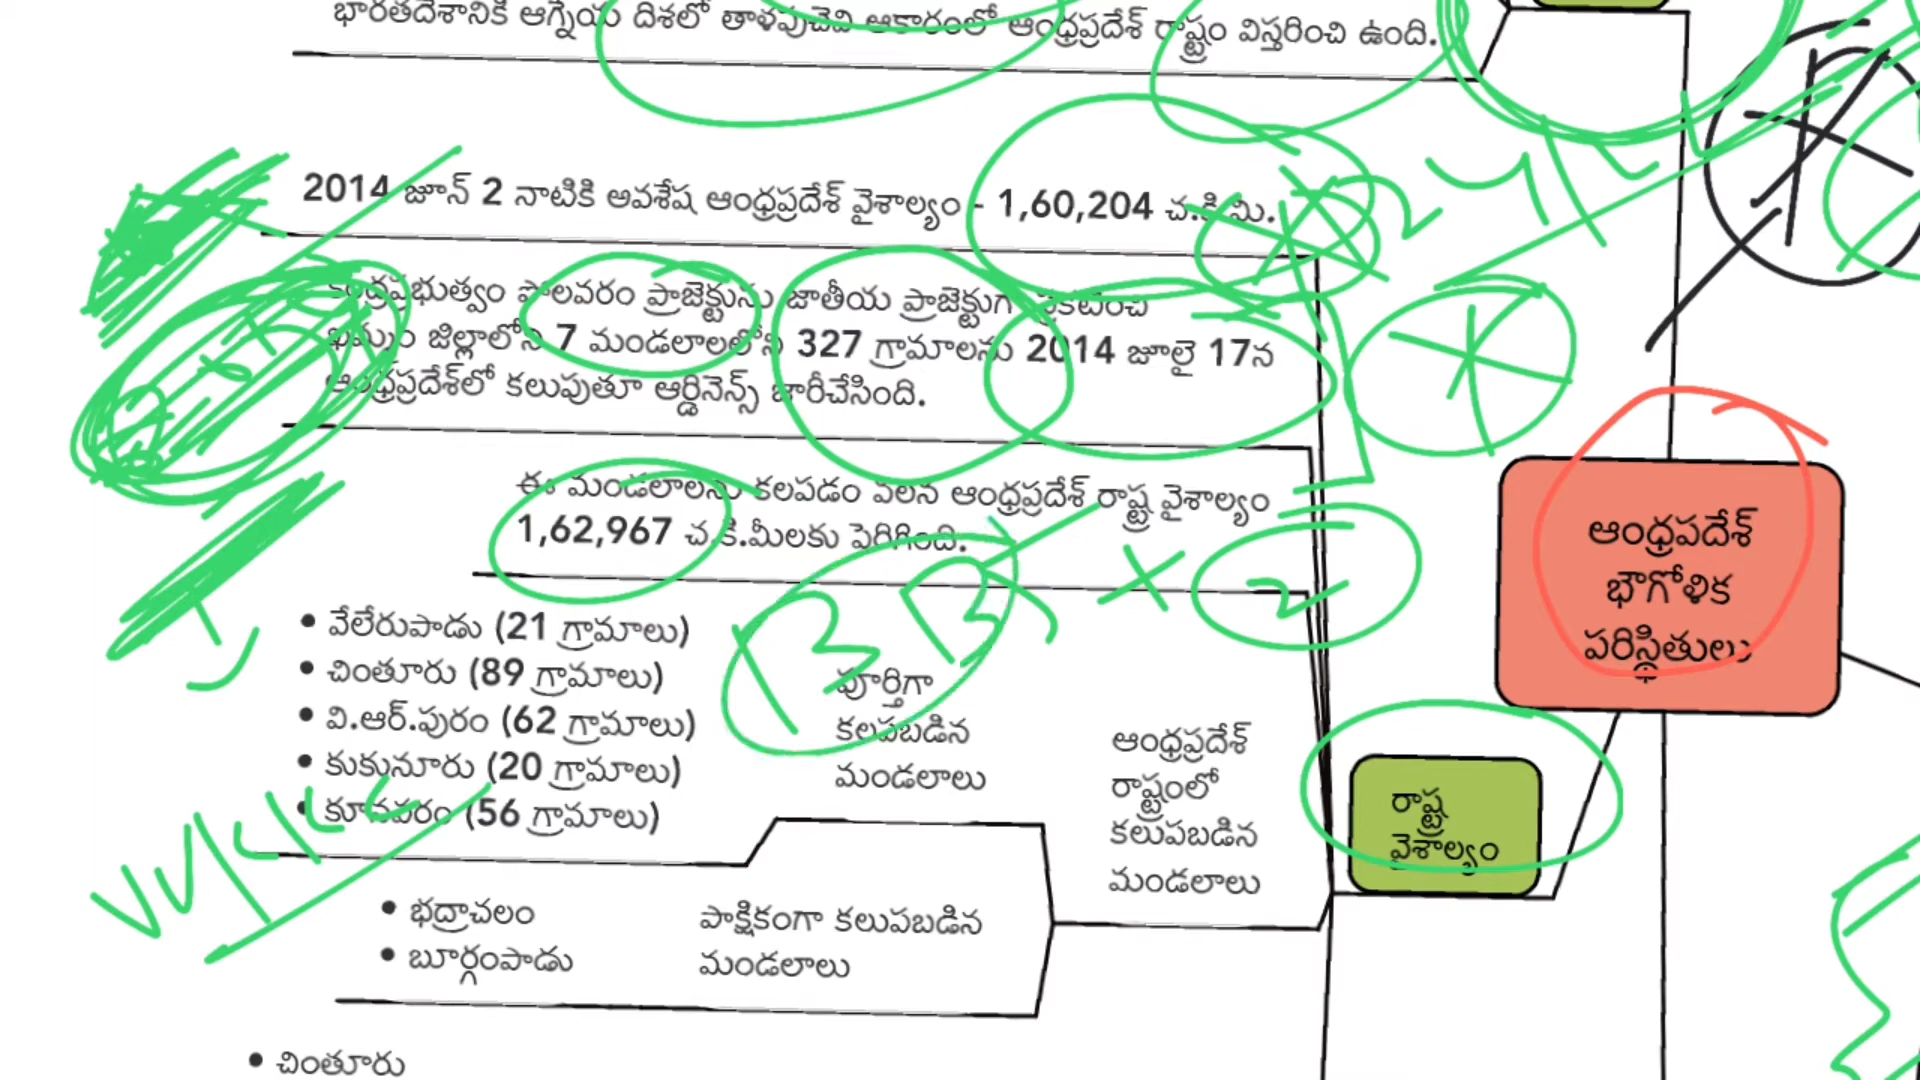 భారతదేశానికి ఆగ్నేయ దిశలో తాళపుచెవి ఆకారంలో ఆంధ్రప్రదేశ్ రాష్ట్రం విస్తరించి ఉంది.
2014 జూన్ 2 నాటికి అవశేష ఆంధ్రప్రదేశ్ వైశాల్యం - 1,60,204 చ.కి.మి.
కేంద్రప్రభుత్వం పోలవరం ప్రాజెక్టును జాతీయ ప్రాజెక్టుగా ప్రకటించి
ఖమ్మం జిల్లాలోని 7 మండలాలలోని 327 గ్రామాలను 2014 జూలై 17న
ఆంధ్రప్రదేశ్‌లో కలుపుతూ ఆర్డినెన్స్ జారీచేసింది.
ఈ మండలాలను కలపడం వలన ఆంధ్రప్రదేశ్ రాష్ట్ర వైశాల్యం
1,62,967 చ.కి.మీలకు పెరిగింది.
• వేలేరుపాడు (21 గ్రామాలు)
• చింతూరు (89 గ్రామాలు)
• వి.ఆర్.పురం (62 గ్రామాలు)
• కుకునూరు (20 గ్రామాలు)
• కూనవరం (56 గ్రామాలు)
పూర్తిగా
కలపబడిన
మండలాలు
• భద్రాచలం
• బూర్గంపాడు
పాక్షికంగా కలుపబడిన
మండలాలు
ఆంధ్రప్రదేశ్
రాష్ట్రంలో
కలుపబడిన
మండలాలు
రాష్ట్ర
వైశాల్యం
ఆంధ్రపదేశ్
భౌగోళిక
పరిస్థితులు
• చింతూరు